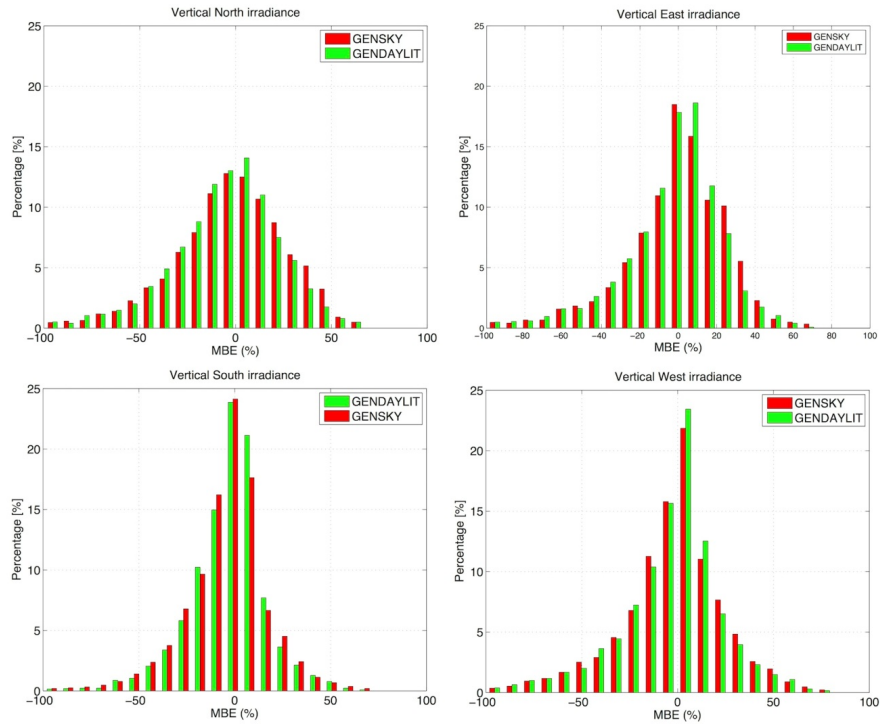 Vertical North irradiance
25
20
15
10
5
0
Percentage [%]
GENSKY
GENDAYLIT
−100 −50 0 50 100
MBE (%)
Vertical East irradiance
25
20
15
10
5
0
Percentage [%]
GENSKY
GENDAYLIT
−100 −80 −60 −40 −20 0 20 40 60 80 100
MBE (%)
Vertical South irradiance
25
20
15
10
5
0
Percentage [%]
GENDAYLIT
GENSKY
−100 −50 0 50 100
MBE (%)
Vertical West irradiance
25
20
15
10
5
0
Percentage [%]
GENSKY
GENDAYLIT
−100 −50 0 50 100
MBE (%)